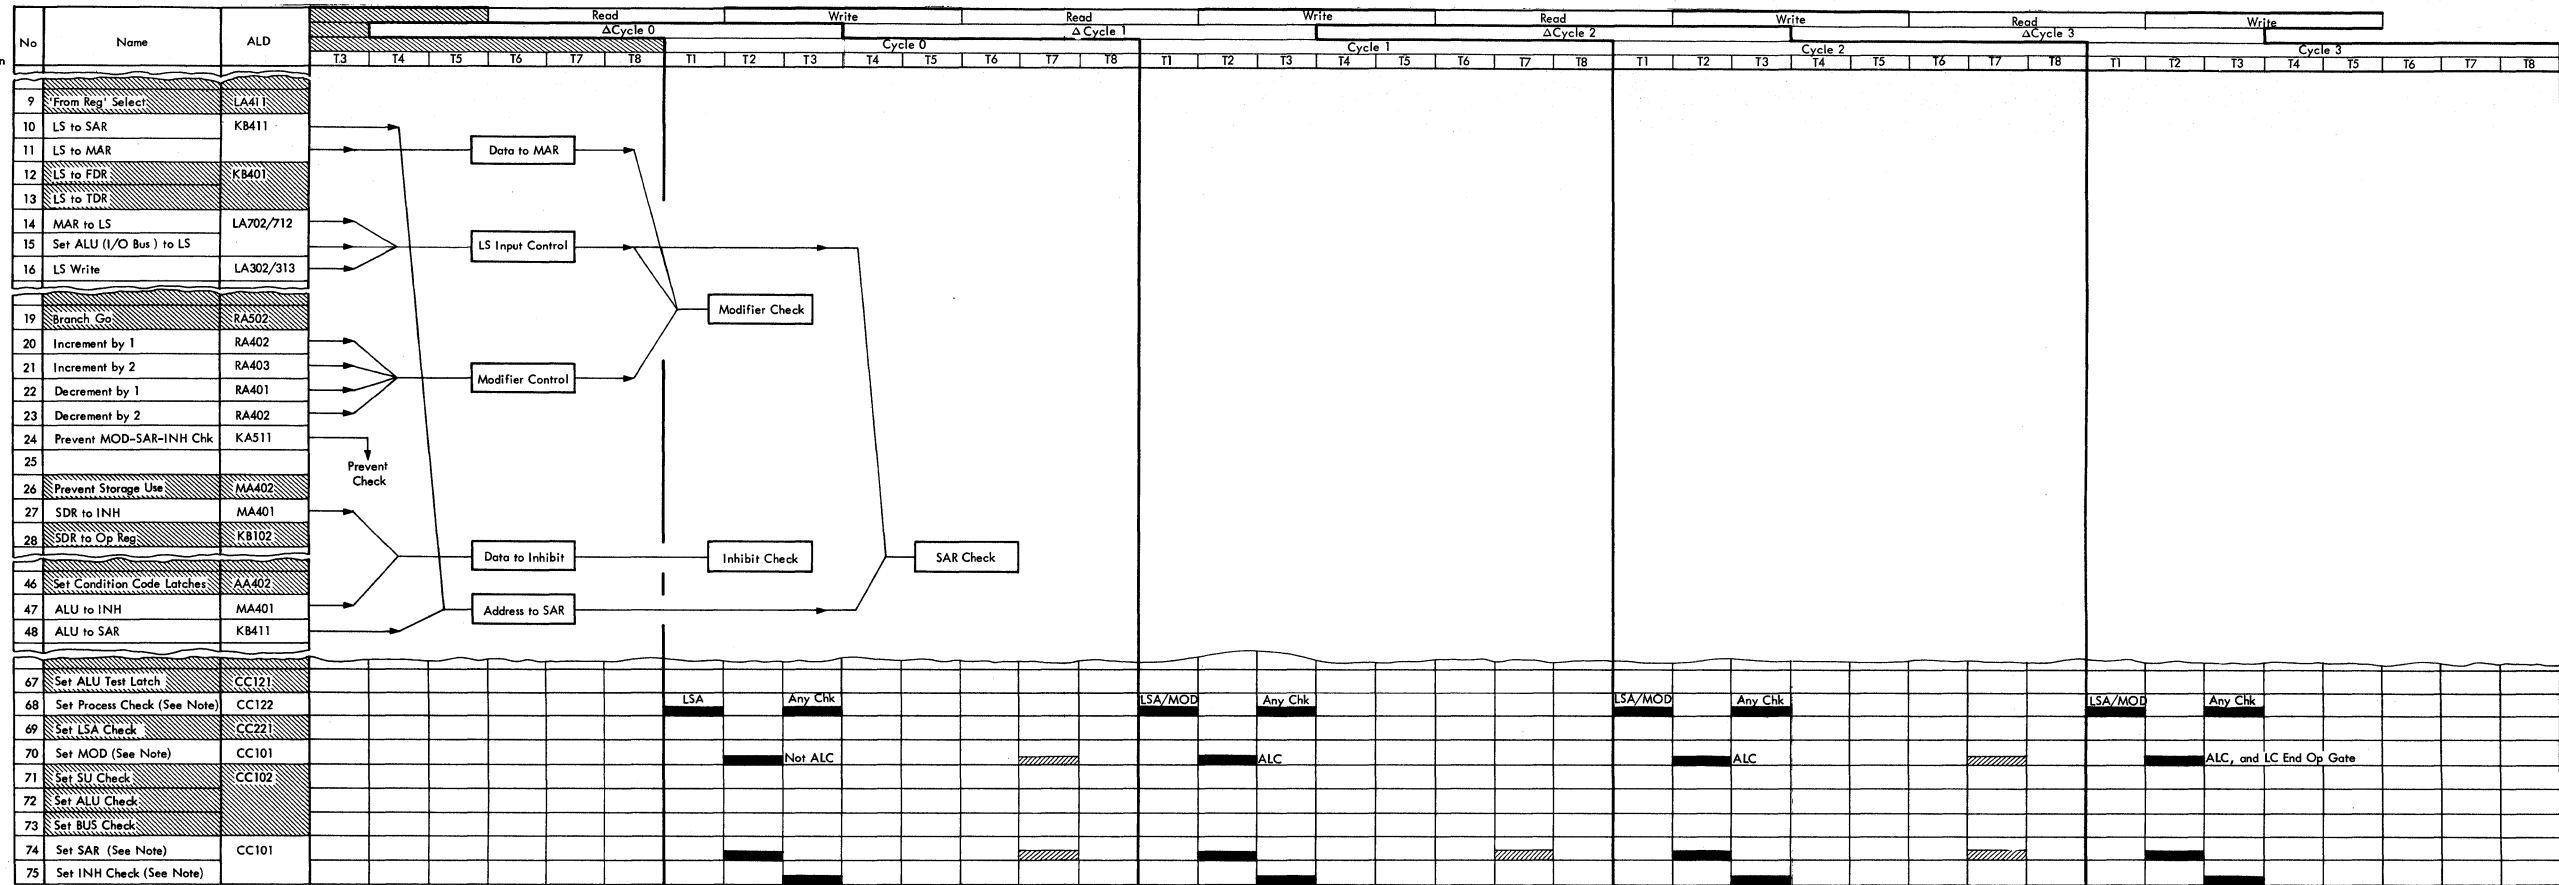 Read Write Read Write Read Write Read Write
ΔCycle 0 Δ Cycle 1 ΔCycle 2 ΔCycle 3
No Name ALD Cycle 0 Cycle 1 Cycle 2 Cycle 3
n
T3 T4 T5 T6 T7 T8 T1 T2 T3 T4 T5 T6 T7 T8 T1 T2 T3 T4 T5 T6 T7 T8 T1 T2 T3 T4 T5 T6 T7 T8 T1 T2 T3 T4 T5 T6 T7 T8
9 'From Reg' Select LA411
10 LS to SAR KB411
11 LS to MAR Data to MAR
12 LS to FDR KB401
13 LS to TDR
14 MAR to LS LA702/712
15 Set ALU (I/O Bus ) to LS LS Input Control
16 LS Write LA302/313
Modifier Check
19 Branch Go RA502
20 Increment by 1 RA402
21 Increment by 2 RA403
Modifier Control
22 Decrement by 1 RA401
23 Decrement by 2 RA402
24 Prevent MOD-SAR-INH Chk KA511
25
Prevent
Check
26 Prevent Storage Use MA402
27 SDR to INH MA401
28 SDR to Op Reg KB102
Data to Inhibit Inhibit Check SAR Check
46 Set Condition Code Latches AA402
47 ALU to INH MA401 Address to SAR
48 ALU to SAR KB411
67 Set ALU Test Latch CC121
68 Set Process Check (See Note) CC122 LSA Any Chk LSA/MOD Any Chk LSA/MOD Any Chk LSA/MOD Any Chk
69 Set LSA Check CC221
70 Set MOD (See Note) CC101 Not ALC ALC ALC ALC, and LC End Op Gate
71 Set SU Check CC102
72 Set ALU Check
73 Set BUS Check
74 Set SAR (See Note) CC101
75 Set INH Check (See Note)